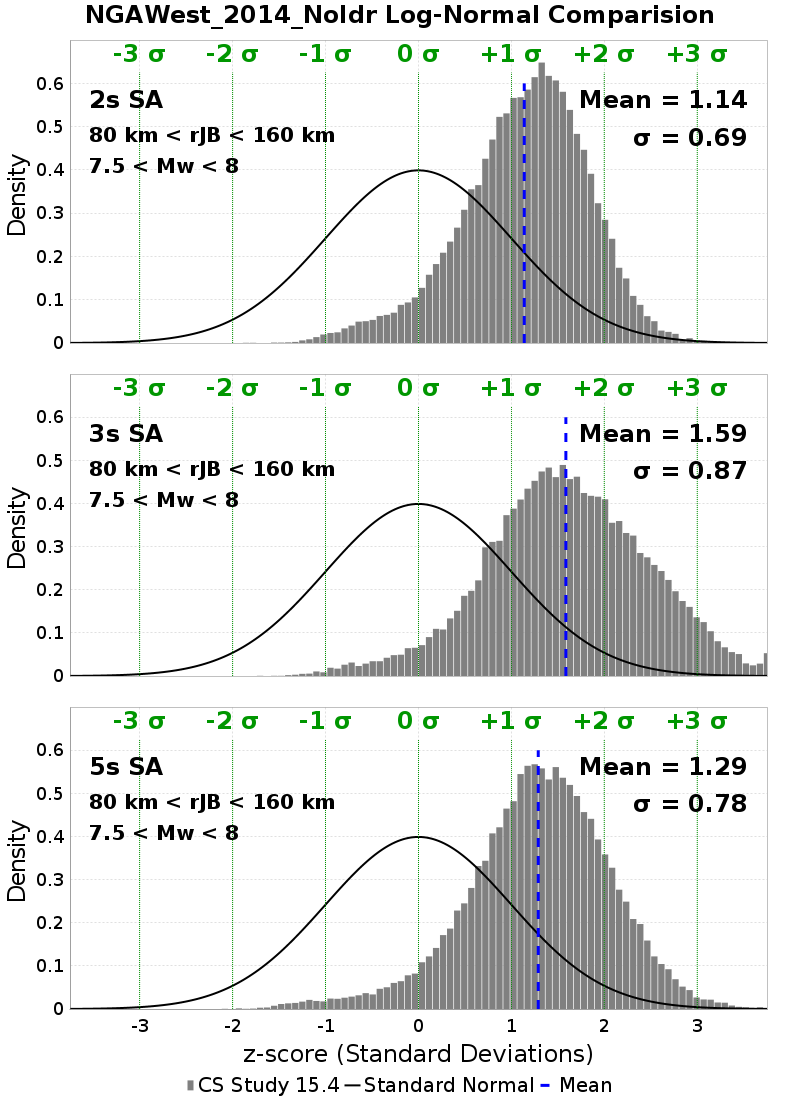 NGAWest_2014_NoIdr Log-Normal Comparision
-3 σ -2 σ -1 σ 0 σ +1 σ +2 σ +3 σ
2s SA
Mean = 1.14
80 km < rJB < 160 km
σ = 0.69
7.5 < Mw < 8
Density
0.6
0.5
0.4
0.3
0.2
0.1
0
-3 σ -2 σ -1 σ 0 σ +1 σ +2 σ +3 σ
3s SA
Mean = 1.59
80 km < rJB < 160 km
σ = 0.87
7.5 < Mw < 8
Density
0.6
0.5
0.4
0.3
0.2
0.1
0
-3 σ -2 σ -1 σ 0 σ +1 σ +2 σ +3 σ
5s SA
Mean = 1.29
80 km < rJB < 160 km
σ = 0.78
7.5 < Mw < 8
Density
0.6
0.5
0.4
0.3
0.2
0.1
0
-3 -2 -1 0 1 2 3
z-score (Standard Deviations)
CS Study 15.4 Standard Normal Mean